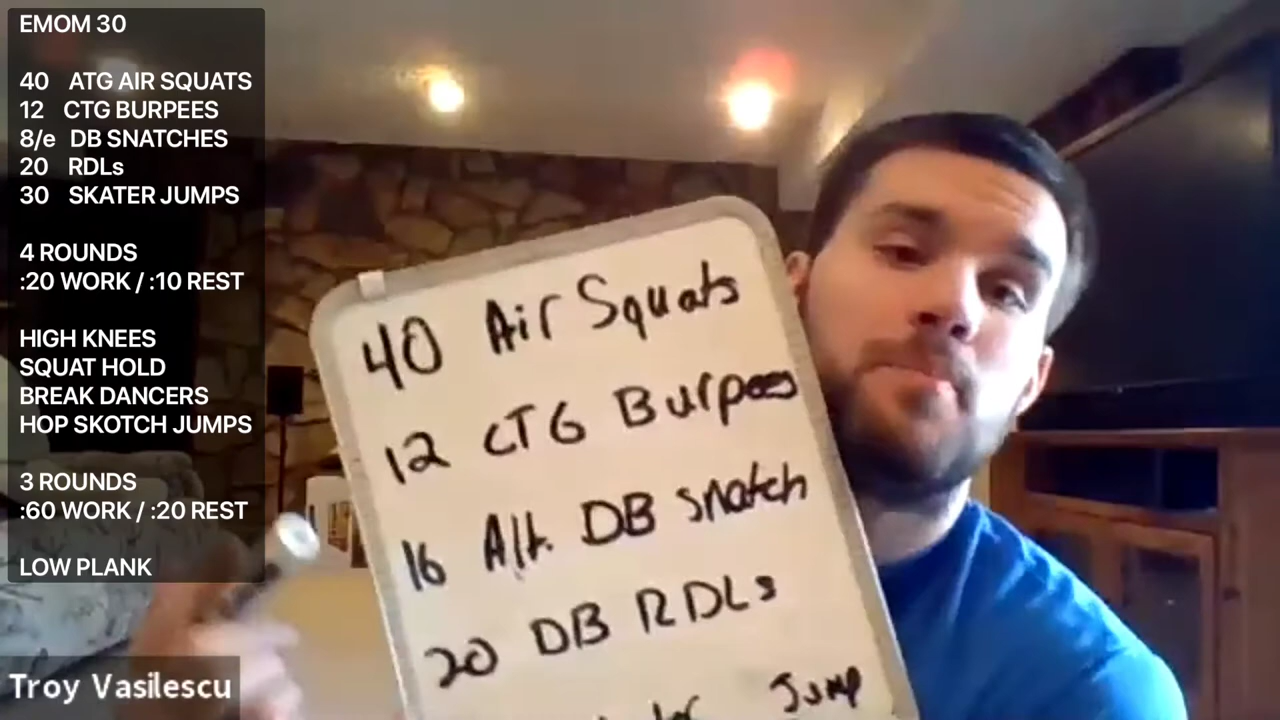 EMOM 30
40 ATG AIR SQUATS
12 CTG BURPEES
8/e DB SNATCHES
20 RDLs
30 SKATER JUMPS
4 ROUNDS
:20 WORK / :10 REST
HIGH KNEES
SQUAT HOLD
BREAK DANCERS
HOP SKOTCH JUMPS
3 ROUNDS
:60 WORK / :20 REST
LOW PLANK
Troy Vasilescu
40 Air Squats
12 CTG Burpees
16 Alt. DB snatch
20 DB RDLs
Jump